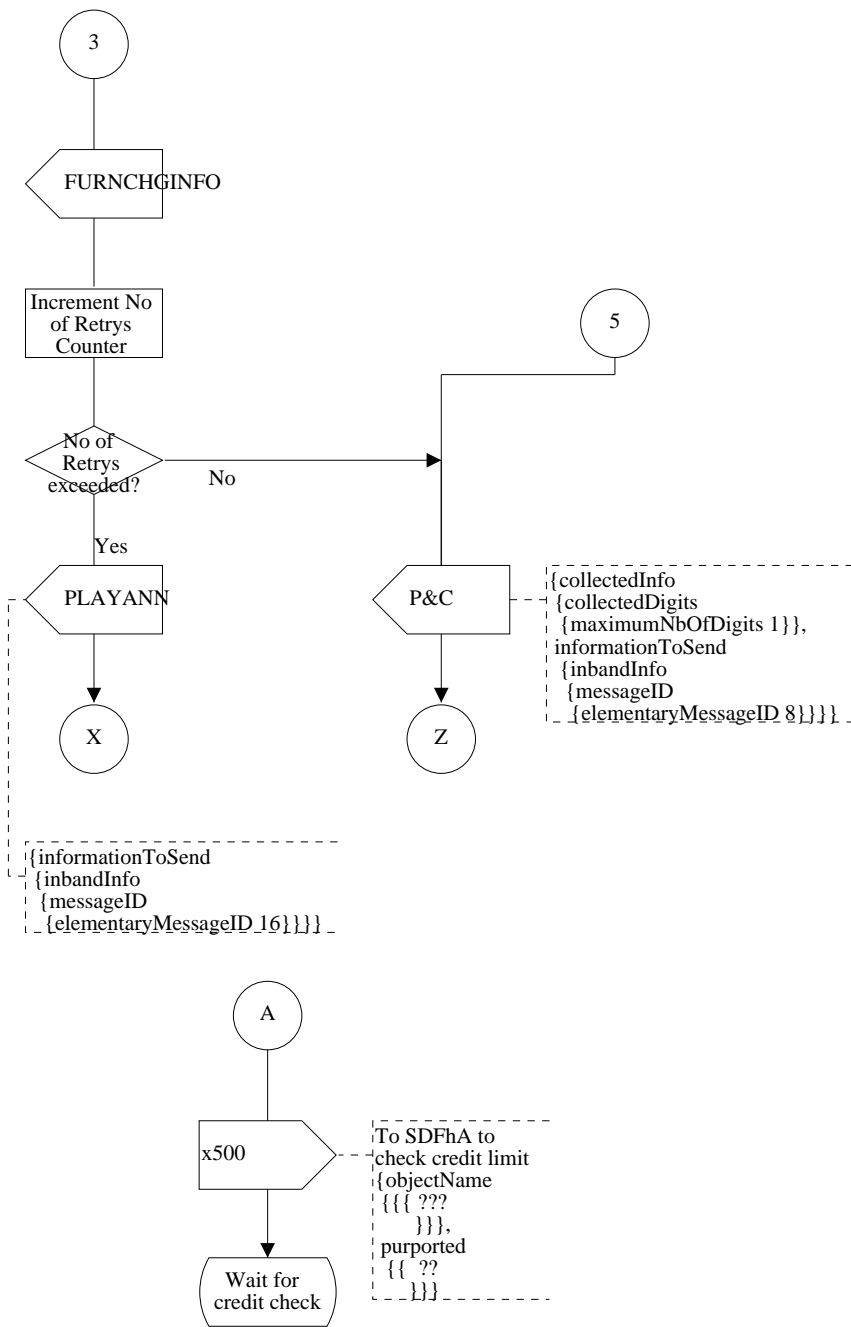 3
FURNCHGINFO
Increment No
of Retrys
Counter
5
No of
Retrys
exceeded?
No
Yes
PLAYANN
P&C
{collectedInfo
{collectedDigits
{maximumNbOfDigits 1}},
informationToSend
{inbandInfo
{messageID
{elementaryMessageID 8}}}}
X
Z
{informationToSend
{inbandInfo
{messageID
{elementaryMessageID 16}}}}
A
x500
To SDFhA to
check credit limit
{objectName
{{{ ???
}}},
purported
{{ ??
}}}
Wait for
credit check